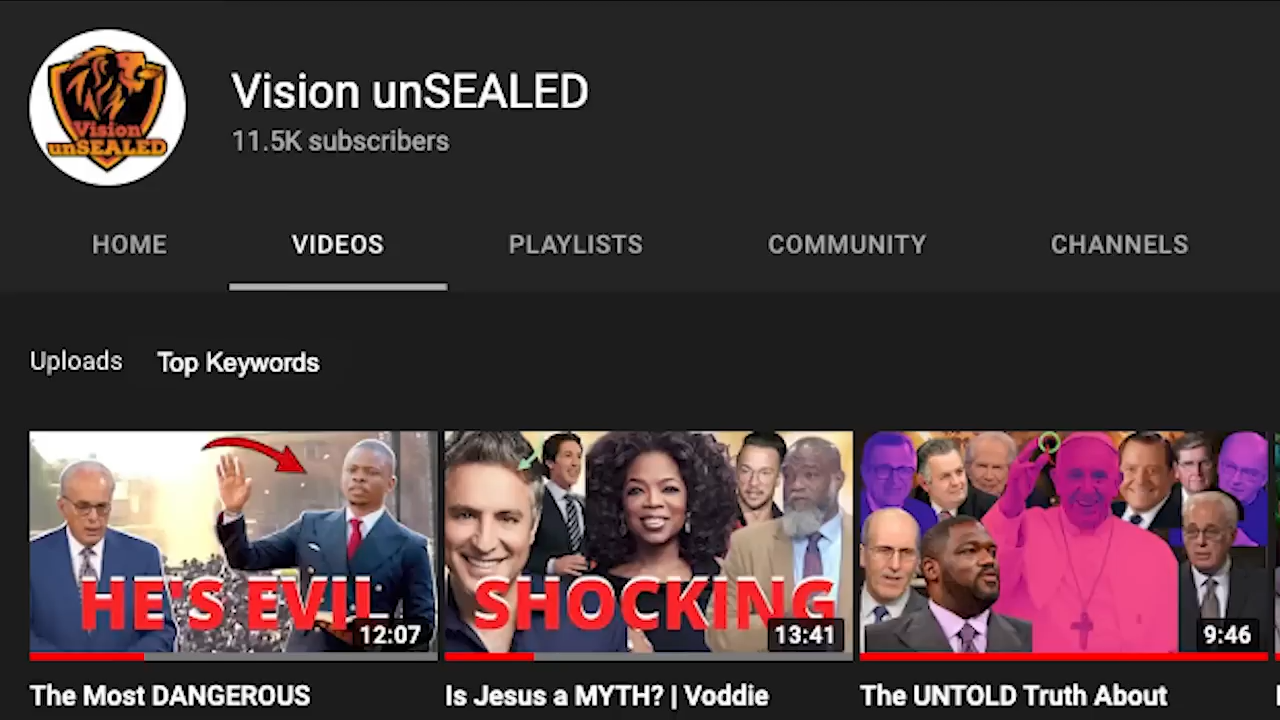 Vision
unSEALED
Vision unSEALED
11.5K subscribers
HOME VIDEOS PLAYLISTS COMMUNITY CHANNELS
Uploads Top Keywords
HE'S EVIL
12:07
SHOCKING
13:41
9:46
The Most DANGEROUS
Is Jesus a MYTH? | Voddie
The UNTOLD Truth About